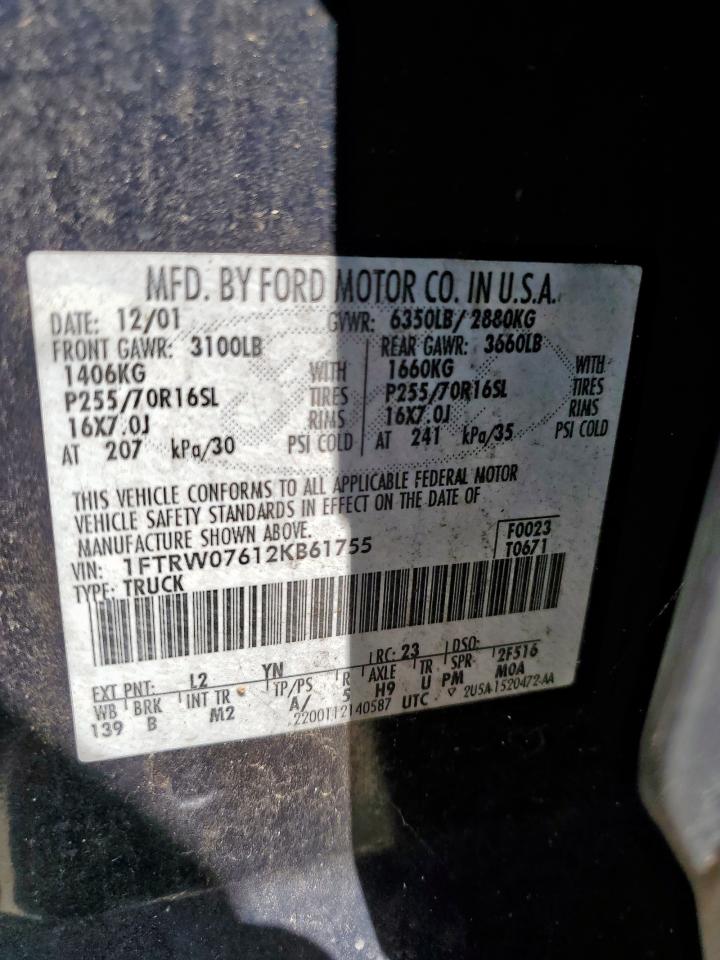 MFD. BY FORD MOTOR CO. IN U.S.A.
DATE: 12/01 GVWR: 6350LB/2880KG
FRONT GAWR: 3100LB REAR GAWR: 3660LB
1406KG WITH 1660KG WITH
P255/70R16SL TIRES P255/70R16SL TIRES
16X7.0J RIMS 16X7.0J RIMS
AT 207 kPa/30 PSI COLD AT 241 kPa/35 PSI COLD
THIS VEHICLE CONFORMS TO ALL APPLICABLE FEDERAL MOTOR
VEHICLE SAFETY STANDARDS IN EFFECT ON THE DATE OF
MANUFACTURE SHOWN ABOVE.
VIN: 1FTRW07612KB61755 F0023
TYPE: TRUCK T0671
EXT PNT: L2 YN RC: 23 DSO: 2F516
WB BRK INT TR TP/PS R AXLE TR SPR M0A
139 B M2 A/ 5 H9 U PM
2200T12140587 UTC ▽ 2U5A-1520472-AA